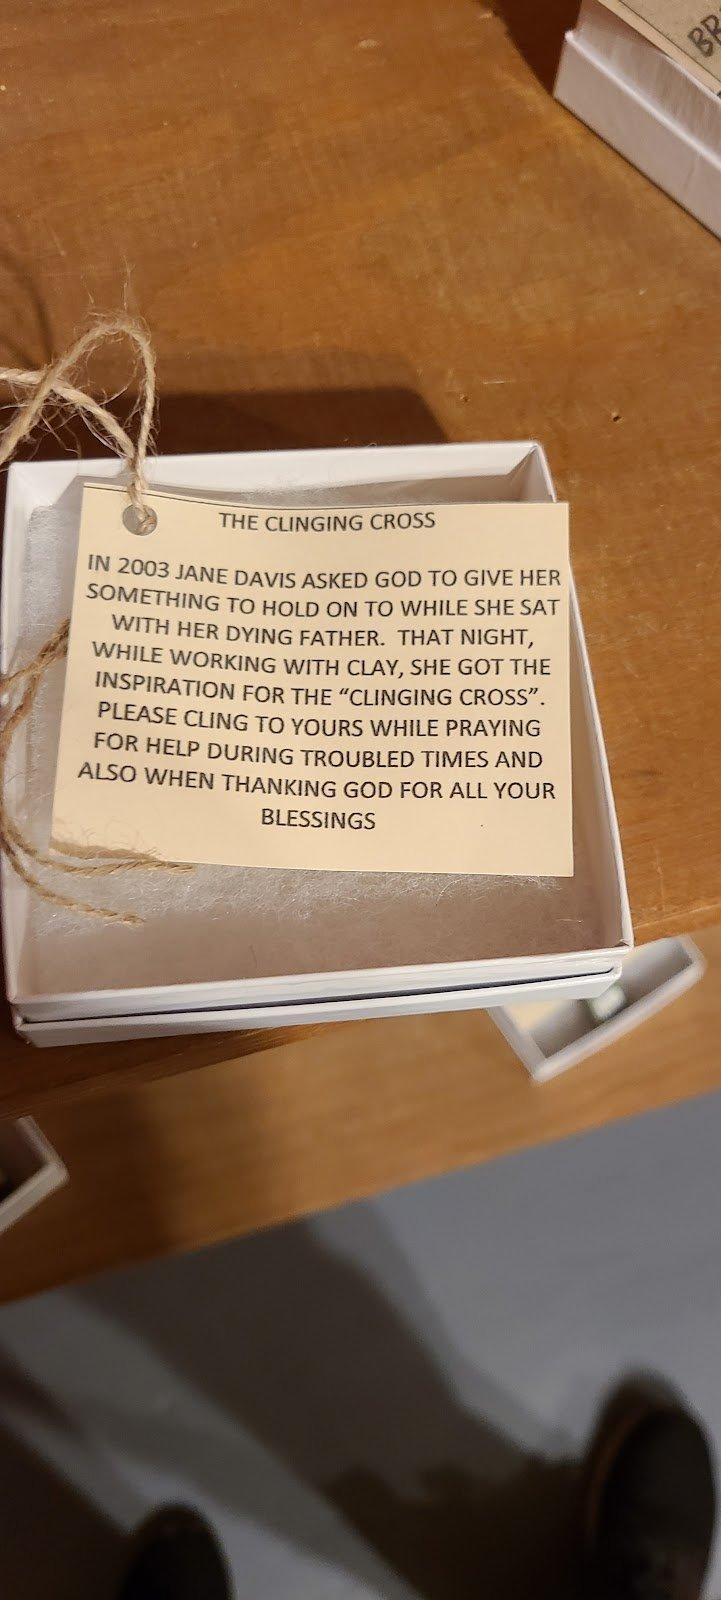 THE CLINGING CROSS
IN 2003 JANE DAVIS ASKED GOD TO GIVE HER
SOMETHING TO HOLD ON TO WHILE SHE SAT
WITH HER DYING FATHER. THAT NIGHT,
WHILE WORKING WITH CLAY, SHE GOT THE
INSPIRATION FOR THE “CLINGING CROSS”.
PLEASE CLING TO YOURS WHILE PRAYING
FOR HELP DURING TROUBLED TIMES AND
ALSO WHEN THANKING GOD FOR ALL YOUR
BLESSINGS